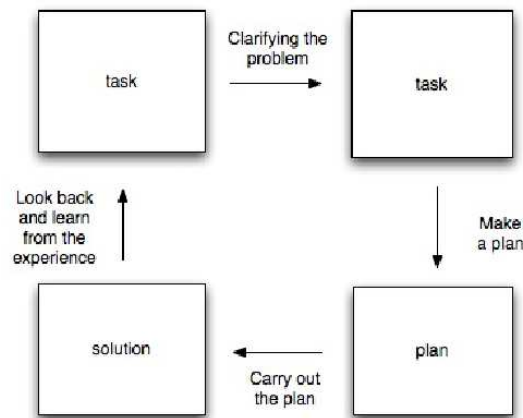 Clarifying the
problem
task
task
Look back
and learn
from the
experience
Make
a plan
solution
plan
Carry out
the plan